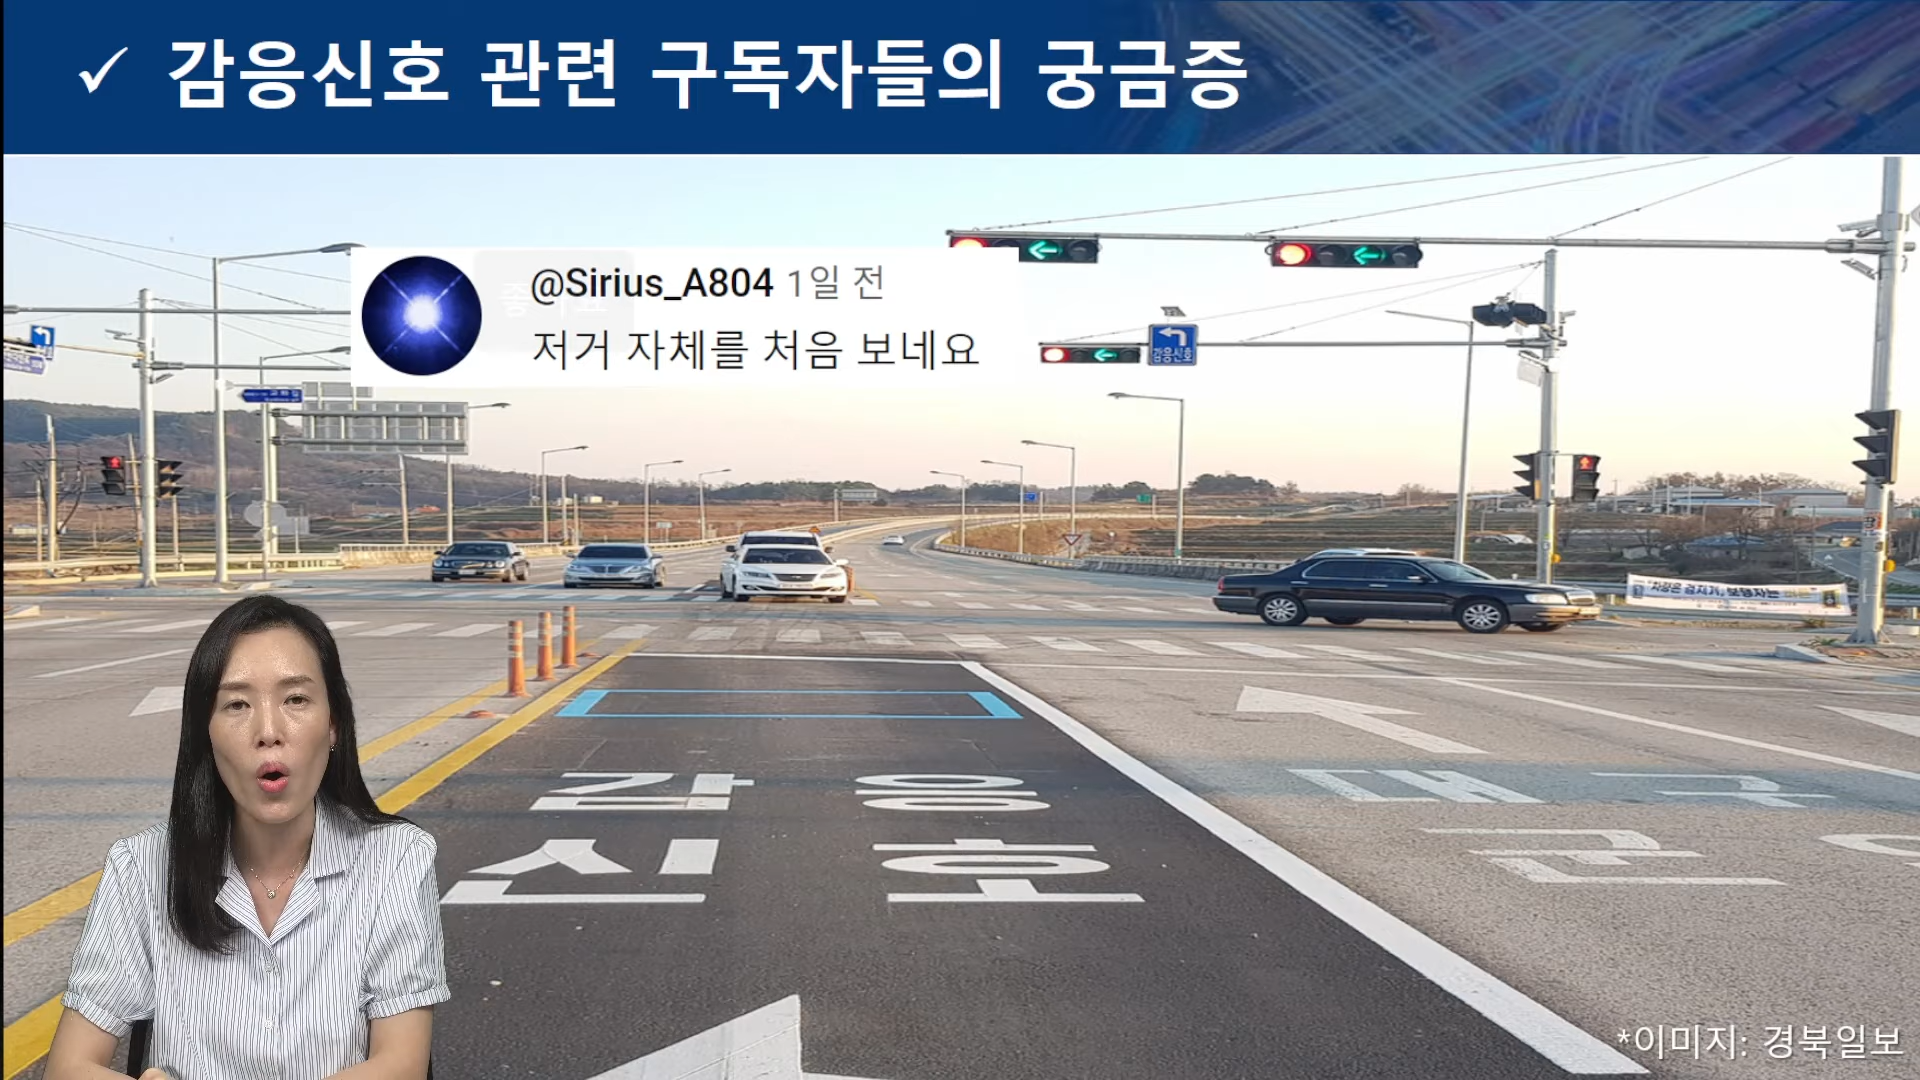 ✓ 감응신호 관련 구독자들의 궁금증
@Sirius_A804 1일 전
저거 자체를 처음 보네요
감응신호
감응
신호
대구
군
*이미지: 경북일보